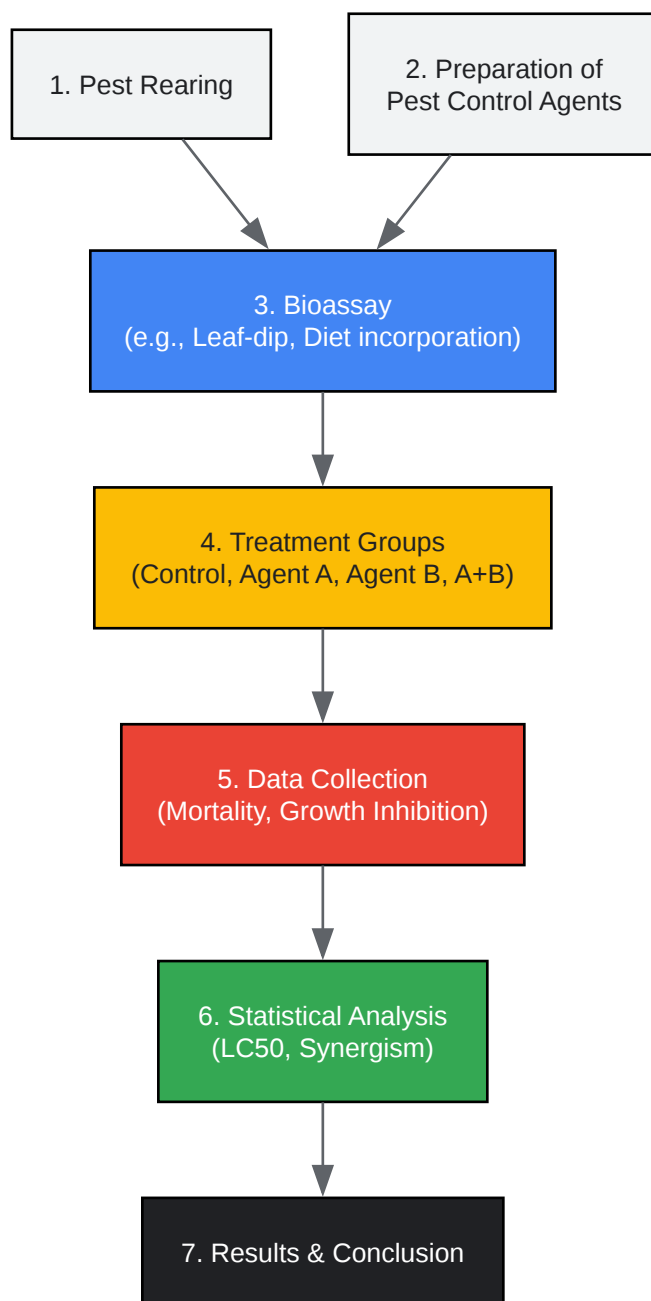 1. Pest Rearing
2. Preparation of
Pest Control Agents
3. Bioassay
(e.g., Leaf-dip, Diet incorporation)
4. Treatment Groups
(Control, Agent A, Agent B, A+B)
5. Data Collection
(Mortality, Growth Inhibition)
6. Statistical Analysis
(LC50, Synergism)
7. Results & Conclusion